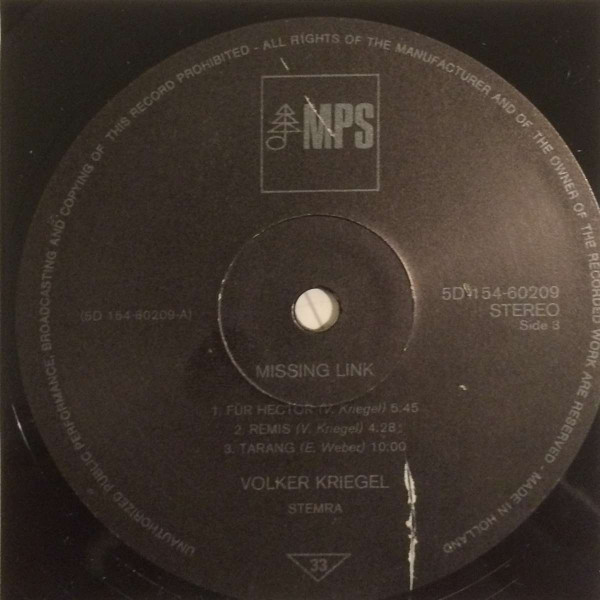 UNAUTHORIZED PUBLIC PERFORMANCE, BROADCASTING AND COPYING OF THIS RECORD PROHIBITED - ALL RIGHTS OF THE MANUFACTURER AND OF THE OWNER OF THE RECORDED WORK ARE RESERVED - MADE IN HOLLAND
MPS
5D 154-60209
(5D 154-60209-A)
STEREO
Side 3
MISSING LINK
1. FÜR HECTOR (V. Kriegel) 5:45
2. REMIS (V. Kriegel) 4.28
3. TARANG (E. Weber) 10:00
VOLKER KRIEGEL
STEMRA
33